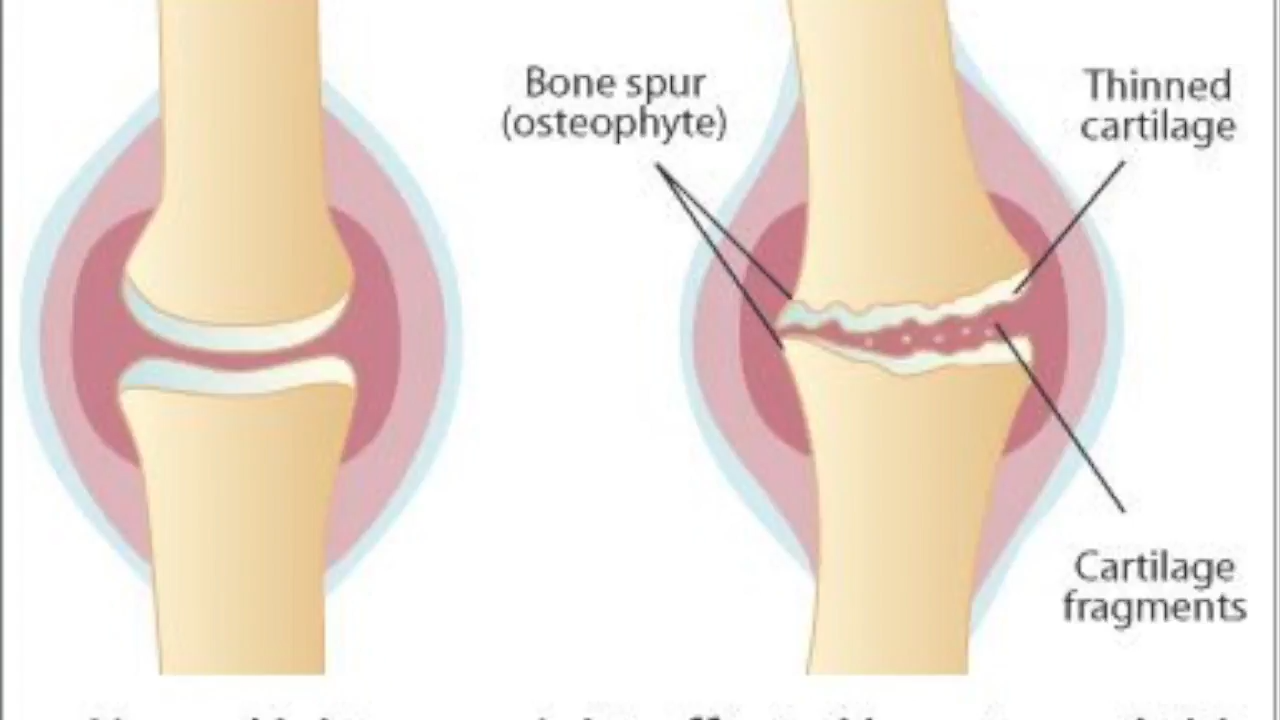 Bone spur
(osteophyte)
Thinned
cartilage
Cartilage
fragments